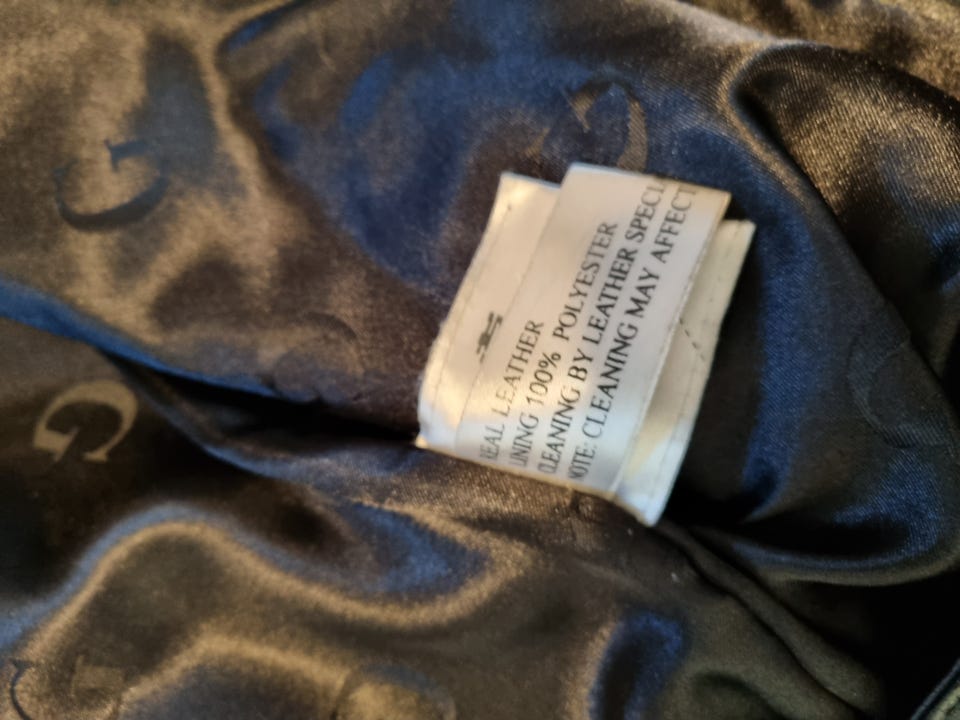 REAL LEATHER
LINING 100% POLYESTER
CLEANING BY LEATHER SPECI
NOTE: CLEANING MAY AFFECT
G
G
G